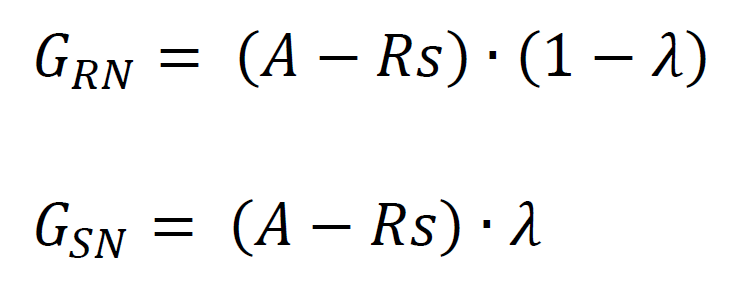 G_RN = (A − Rs) · (1 − λ)
G_SN = (A − Rs) · λ